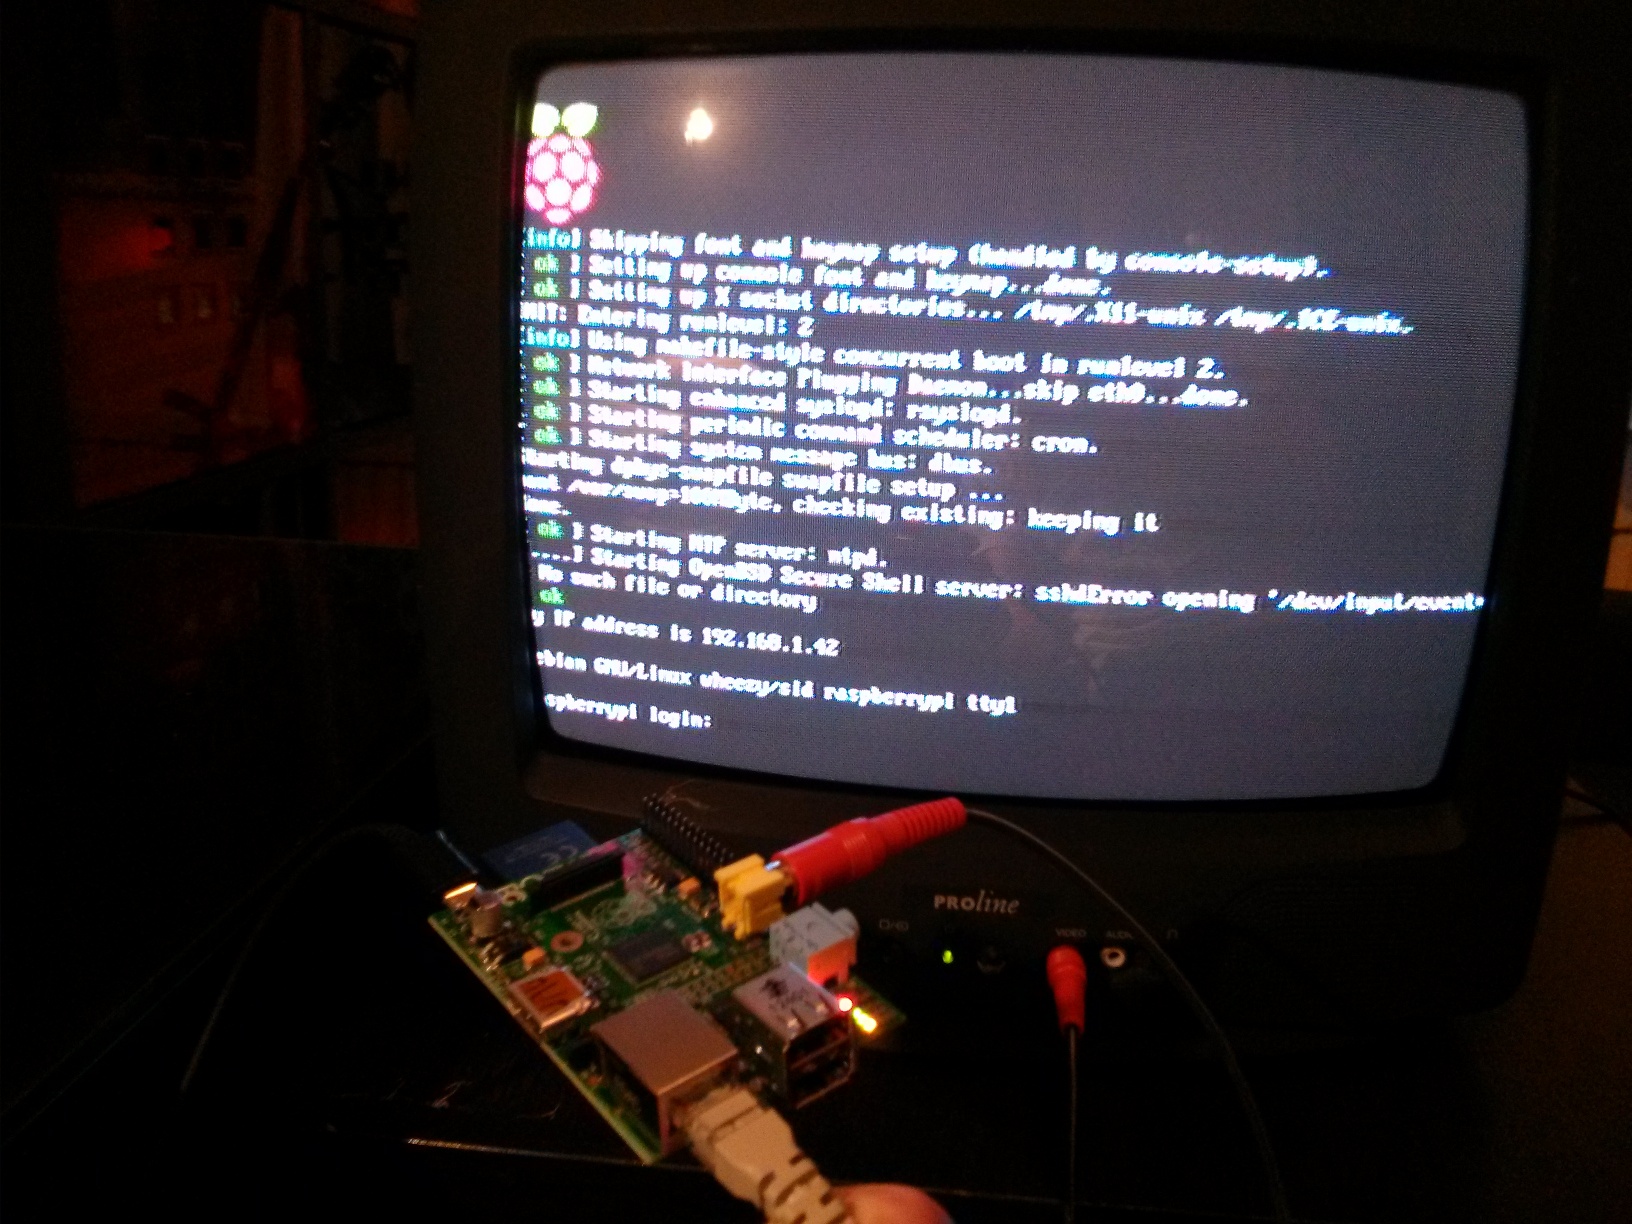 info] Skipping font and keymap setup (handled by console-setup).
ok ] Setting up console font and keymap...done.
ok ] Setting up X socket directories... /tmp/.X11-unix /tmp/.ICE-unix.
INIT: Entering runlevel: 2
[info] Using makefile-style concurrent boot in runlevel 2.
ok ] Network Interface Plugging Daemon...skip eth0...done.
ok ] Starting enhanced syslogd: rsyslogd.
ok ] Starting periodic command scheduler: cron.
ok ] Starting system message bus: dbus.
Starting dphys-swapfile swapfile setup ...
want /var/swap=100MByte, checking existing: keeping it
done.
ok ] Starting NTP server: ntpd.
....] Starting OpenBSD Secure Shell server: sshdError opening '/dev/input/event*
No such file or directory
ok
y IP address is 192.168.1.42
ebian GNU/Linux wheezy/sid raspberrypi tty1
spberrypi login:
PROline
VIDEO
AUDIO